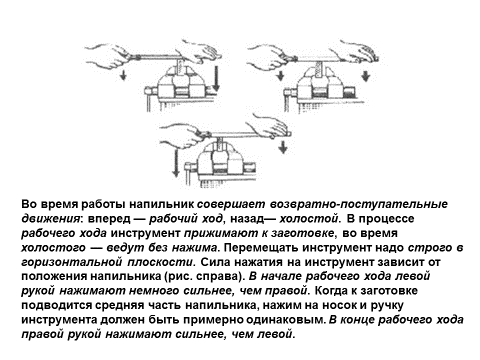 Во время работы напильник совершает возвратно-поступательные
движения: вперед — рабочий ход, назад— холостой. В процессе
рабочего хода инструмент прижимают к заготовке, во время
холостого — ведут без нажима. Перемещать инструмент надо строго в
горизонтальной плоскости. Сила нажатия на инструмент зависит от
положения напильника (рис. справа). В начале рабочего хода левой
рукой нажимают немного сильнее, чем правой. Когда к заготовке
подводится средняя часть напильника, нажим на носок и ручку
инструмента должен быть примерно одинаковым. В конце рабочего хода
правой рукой нажимают сильнее, чем левой.